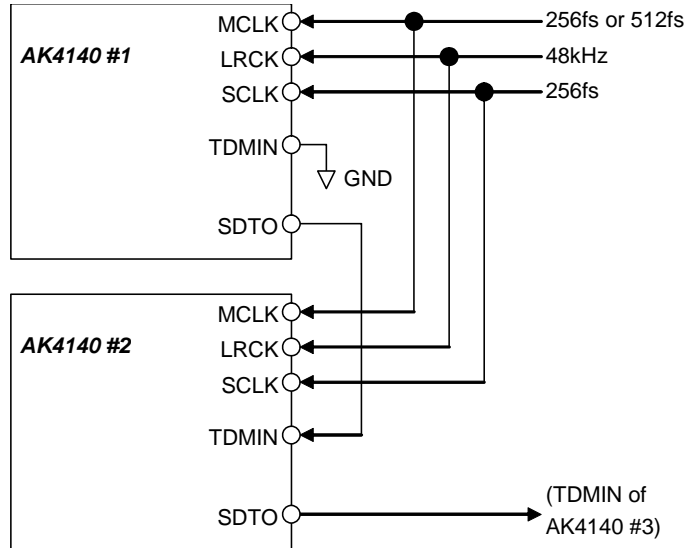 MCLK
256fs or 512fs
AK4140 #1
LRCK
48kHz
SCLK
256fs
TDMIN
GND
SDTO
MCLK
AK4140 #2
LRCK
SCLK
TDMIN
SDTO
(TDMIN of
AK4140 #3)